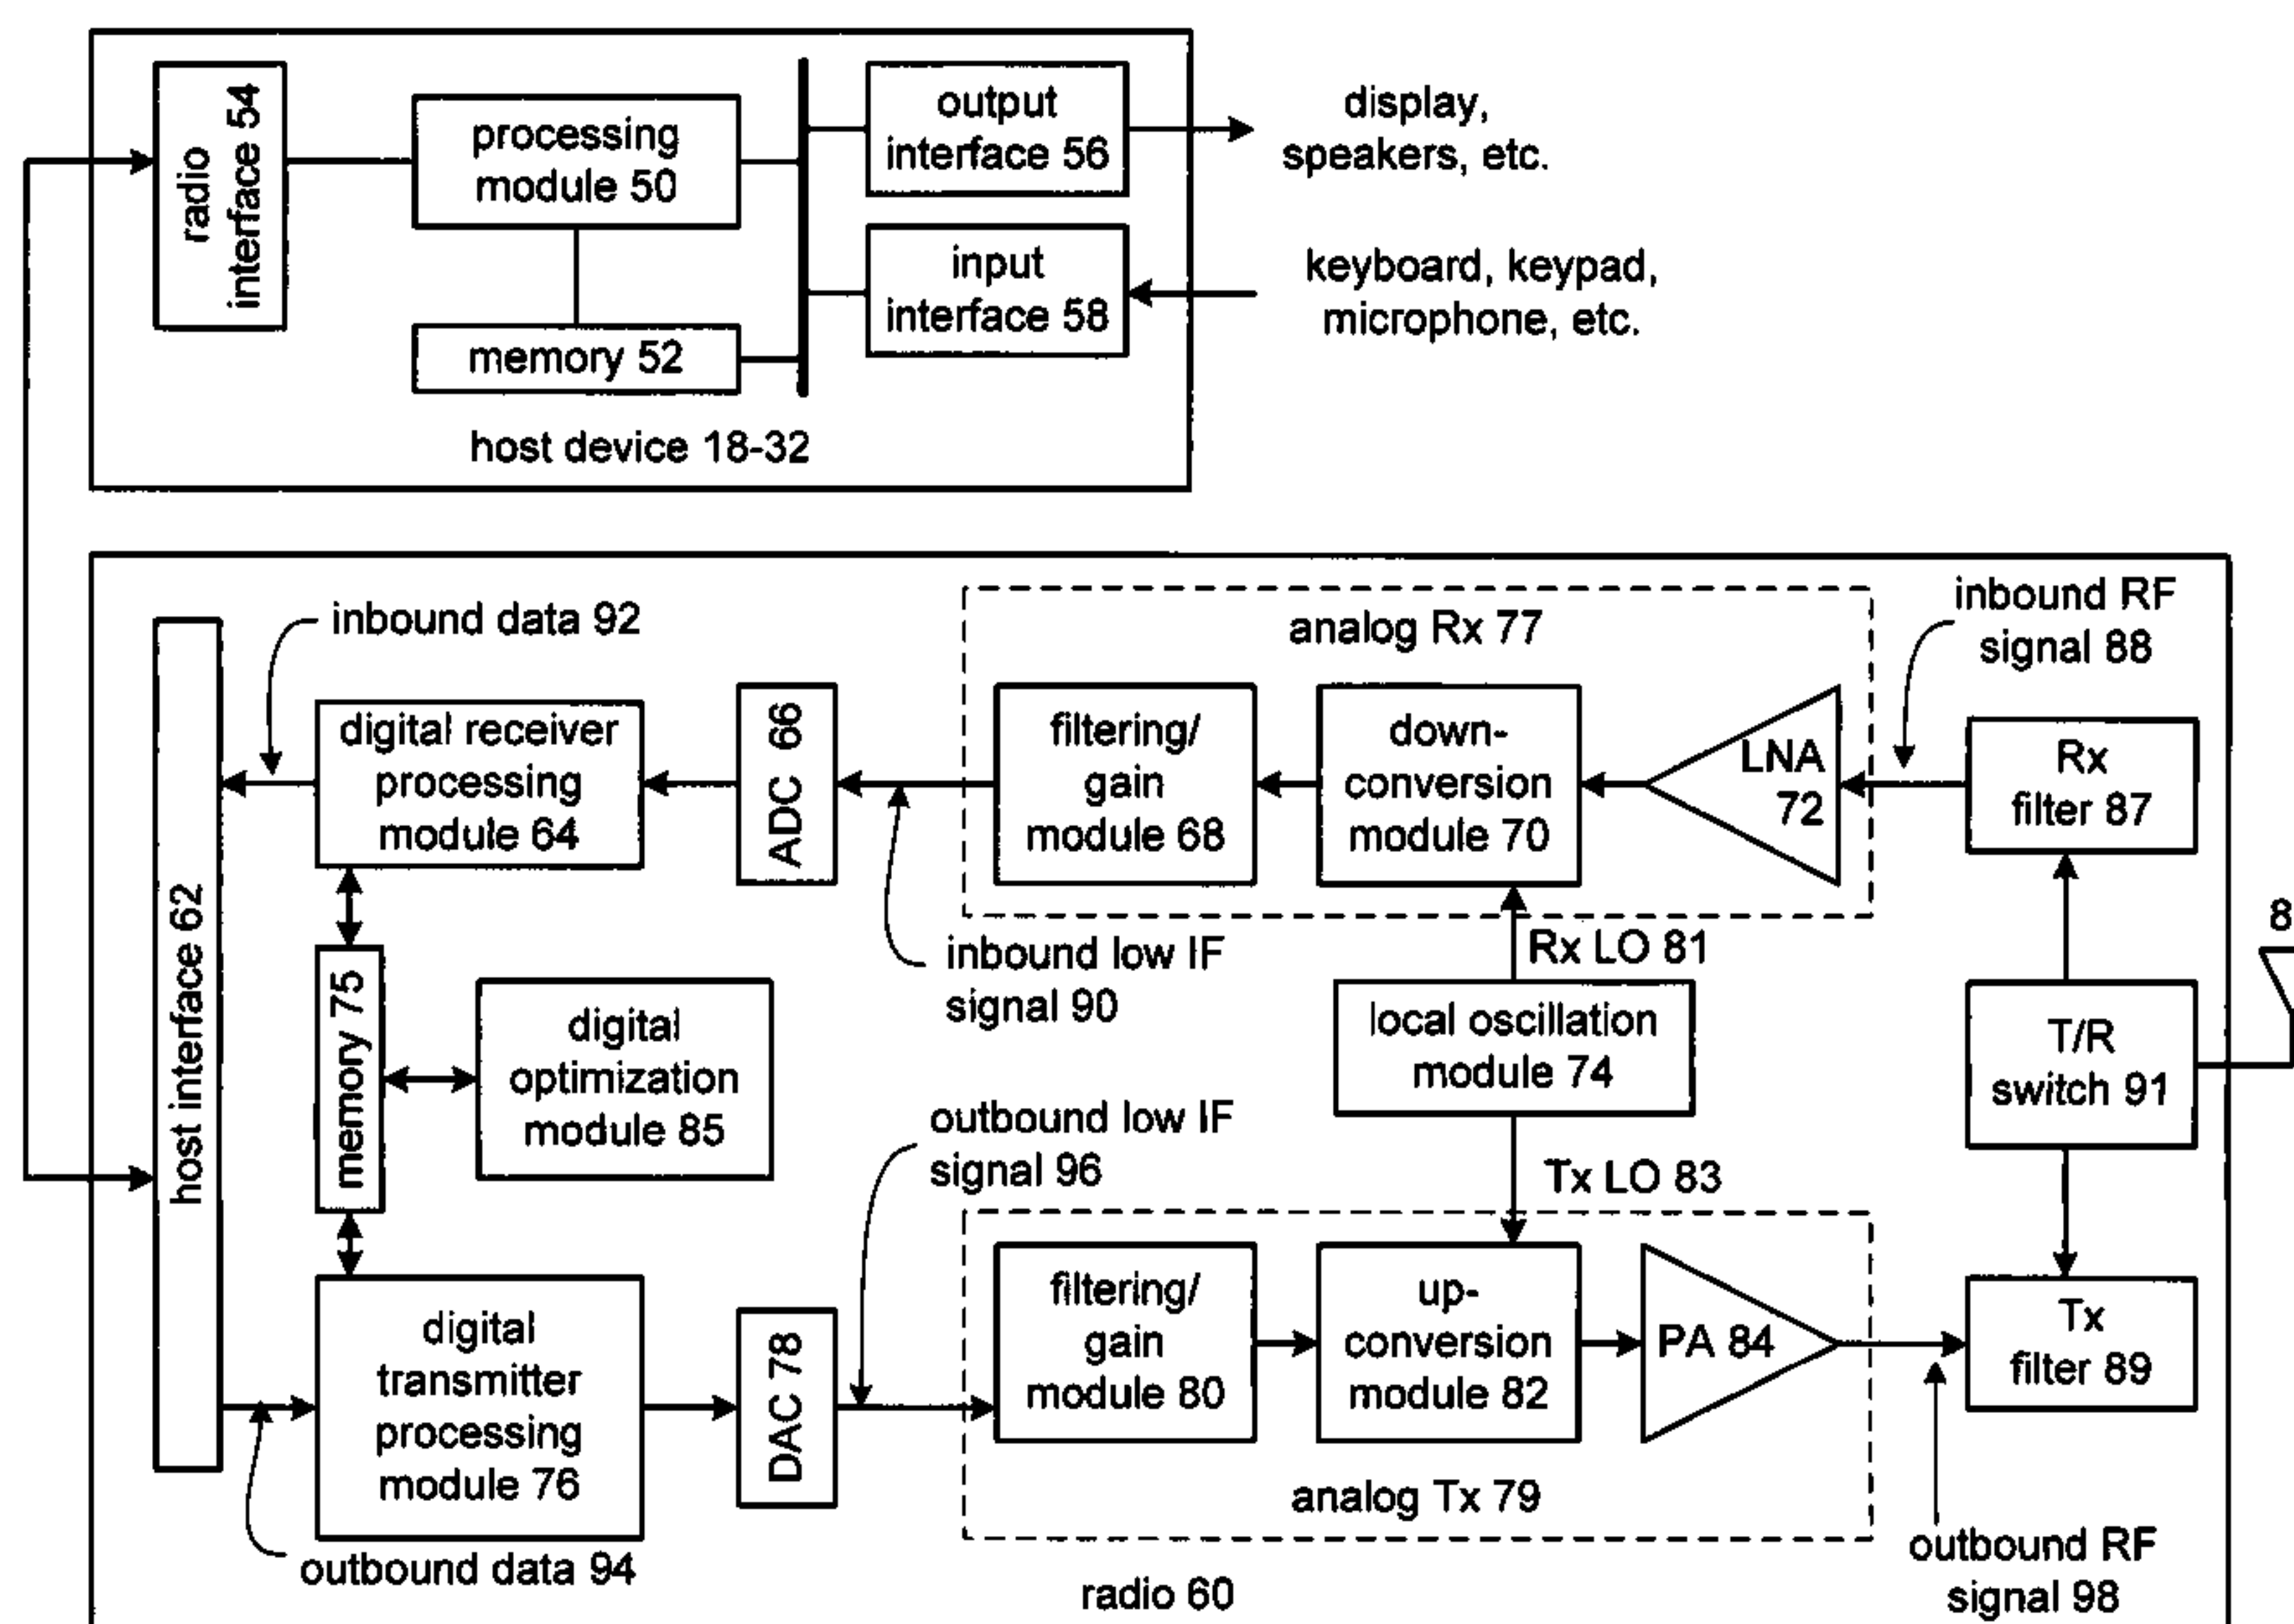 radio
interface 54
processing
module 50
memory 52
output
interface 56
input
interface 58
display,
speakers, etc.
keyboard, keypad,
microphone, etc.
host device 18-32
inbound data 92
analog Rx 77
inbound RF
signal 88
host interface 62
digital receiver
processing
module 64
ADC 66
filtering/
gain
module 68
down-
conversion
module 70
LNA
72
Rx
filter 87
inbound low IF
signal 90
Rx LO 81
memory 75
digital
optimization
module 85
local oscillation
module 74
T/R
switch 91
8
outbound low IF
signal 96
Tx LO 83
digital
transmitter
processing
module 76
DAC 78
filtering/
gain
module 80
up-
conversion
module 82
PA 84
Tx
filter 89
analog Tx 79
outbound data 94
outbound RF
signal 98
radio 60